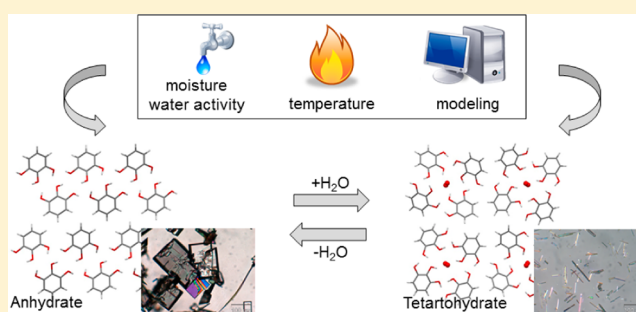 moisture
water activity
temperature
modeling
+H₂O
-H₂O
Anhydrate
Tetartohydrate